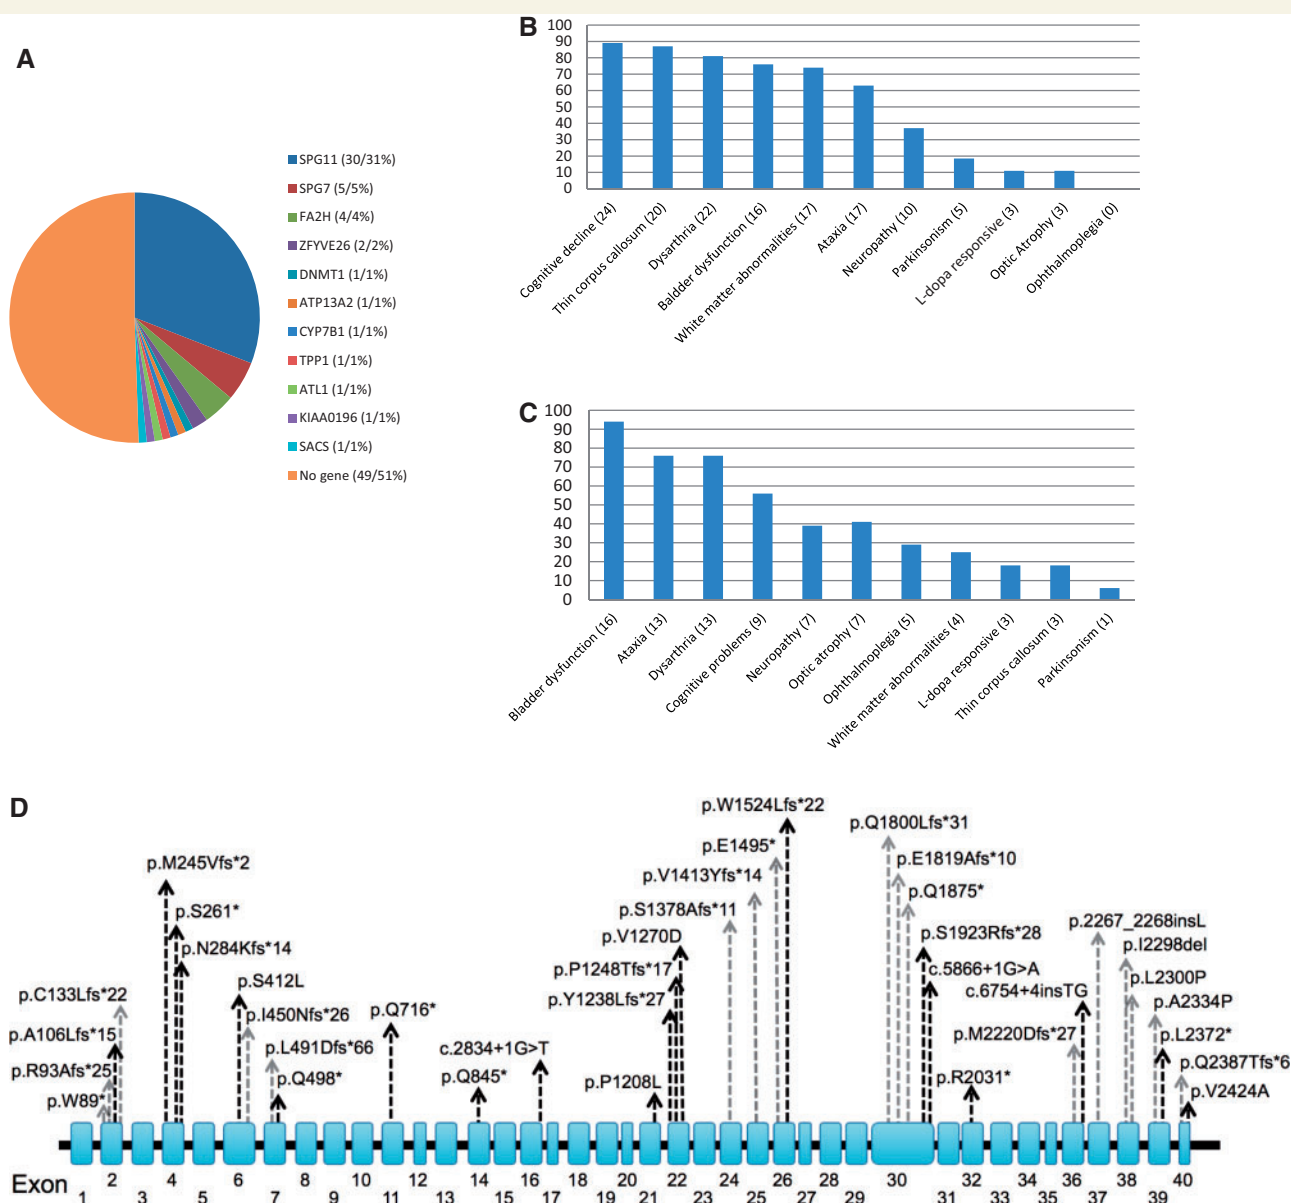 A
SPG11 (30/31%)
SPG7 (5/5%)
FA2H (4/4%)
ZFYVE26 (2/2%)
DNMT1 (1/1%)
ATP13A2 (1/1%)
CYP7B1 (1/1%)
TPP1 (1/1%)
ATL1 (1/1%)
KIAA0196 (1/1%)
SACS (1/1%)
No gene (49/51%)
B
100
90
80
70
60
50
40
30
20
10
0
Cognitive decline (24)
Thin corpus callosum (20)
Dysarthria (22)
Baldder dysfunction (16)
White matter abnormalities (17)
Ataxia (17)
Neuropathy (10)
Parkinsonism (5)
L-dopa responsive (3)
Optic Atrophy (3)
Ophthalmoplegia (0)
C
100
90
80
70
60
50
40
30
20
10
0
Bladder dysfunction (16)
Ataxia (13)
Dysarthria (13)
Cognitive problems (9)
Neuropathy (7)
Optic atrophy (7)
Ophthalmoplegia (5)
White matter abnormalities (4)
L-dopa responsive (3)
Thin corpus callosum (3)
Parkinsonism (1)
D
p.W89*
p.R93Afs*25
p.A106Lfs*15
p.C133Lfs*22
p.M245Vfs*2
p.S261*
p.N284Kfs*14
p.S412L
p.I450Nfs*26
p.L491Dfs*66
p.Q498*
p.Q716*
c.2834+1G>T
p.Q845*
p.P1208L
p.Y1238Lfs*27
p.P1248Tfs*17
p.V1270D
p.S1378Afs*11
p.V1413Yfs*14
p.E1495*
p.W1524Lfs*22
p.Q1800Lfs*31
p.E1819Afs*10
p.Q1875*
p.S1923Rfs*28
c.5866+1G>A
c.6754+4insTG
p.R2031*
p.M2220Dfs*27
p.2267_2268insL
p.I2298del
p.L2300P
p.A2334P
p.L2372*
p.Q2387Tfs*6
p.V2424A
Exon
1 2 3 4 5 6 7 8 9 10 11 12 13 14 15 16 17 18 19 20 21 22 23 24 25 26 27 28 29 30 31 32 33 34 35 36 37 38 39 40